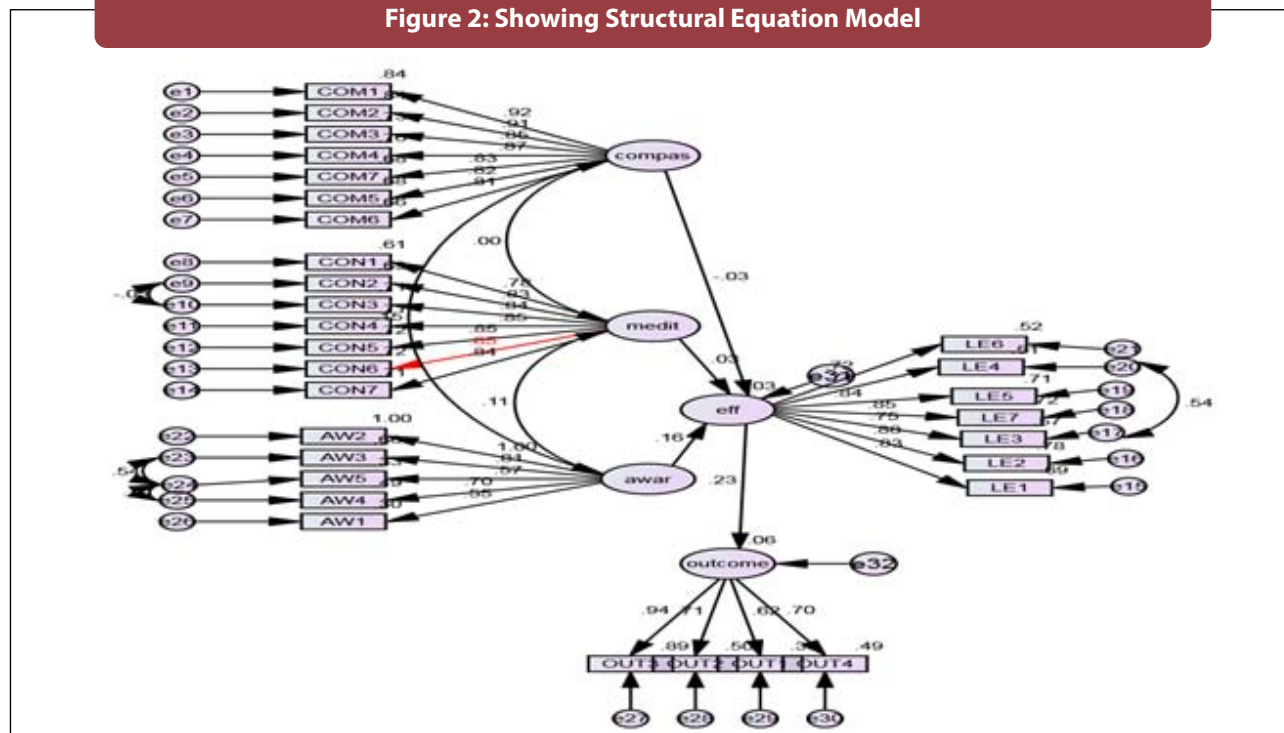 Figure 2: Showing Structural Equation Model
.84
e1 COM1
e2 COM2 .92
e3 COM3 .91
e4 COM4 .87
e5 COM7 .83
e6 COM5 .82
e7 COM6 .81
compas
.00
-.03
.61
e8 CON1
e9 CON2 .78
e10 CON3 .84
e11 CON4 .85
e12 CON5 .85
e13 CON6
e14 CON7 .84
medit
.03
.03
.11
1.00
e22 AW2 1.00
e23 AW3 .81
e24 AW5 .57
e25 AW4 .70
e26 AW1 .55
awar
.16
eff
e31
.52
LE6 e21
LE4 e20
.84 .71
.85 LE5 e19
.75 LE7 e18
.86 LE3 e17
.78
.83 LE2 e16
LE1 e15
.54
.23
.06
outcome e32
.94 .71 .62 .70
.89 .50 .49
OUT3 OUT2 OUT1 OUT4
e27 e28 e29 e30